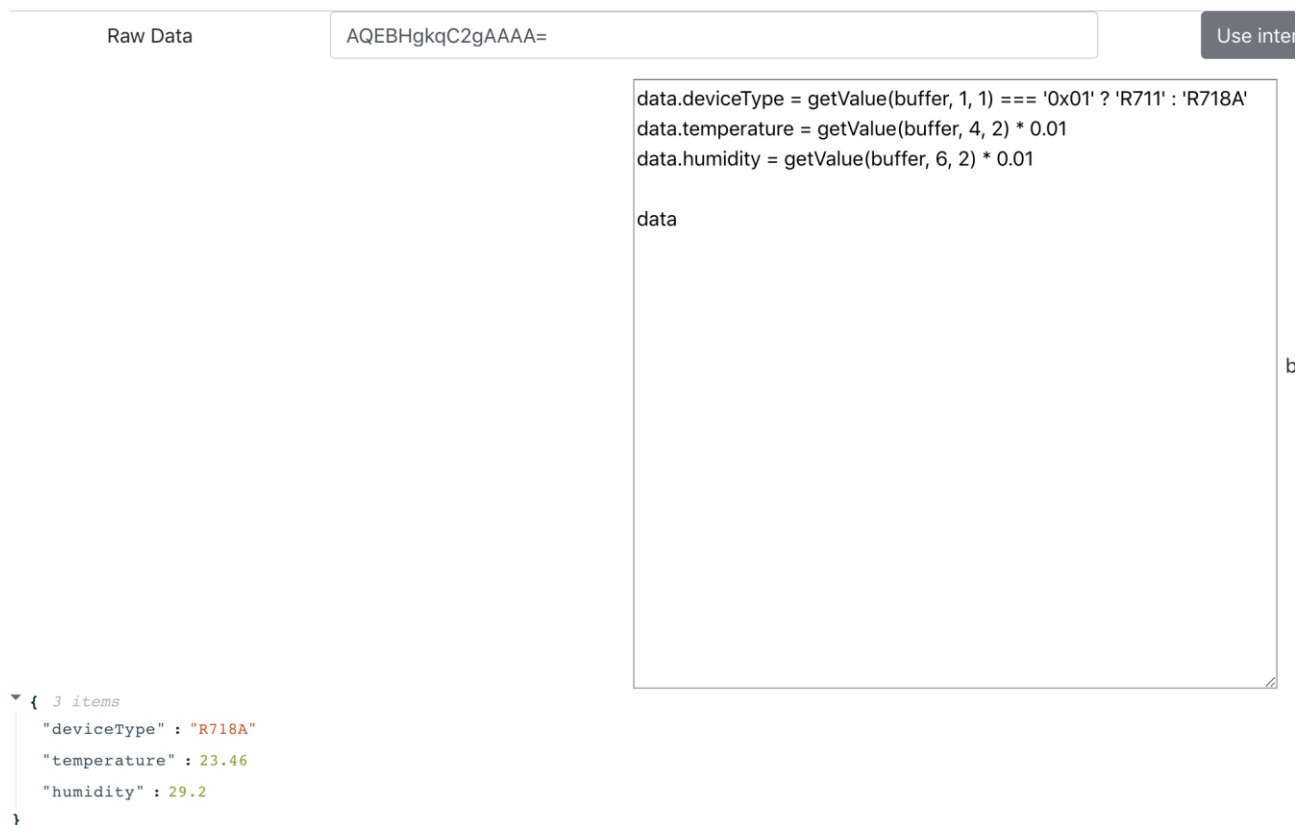 Raw Data
AQEBHgkqC2gAAAA=
Use inter
data.deviceType = getValue(buffer, 1, 1) === '0x01' ? 'R711' : 'R718A'
data.temperature = getValue(buffer, 4, 2) * 0.01
data.humidity = getValue(buffer, 6, 2) * 0.01
data
b
{ 3 items
"deviceType" : "R718A"
"temperature" : 23.46
"humidity" : 29.2
}